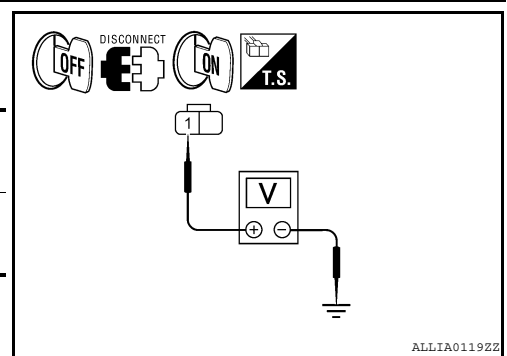 DISCONNECT
OFF
ON
T.S.
1
V
+ −
ALLIA0119ZZ